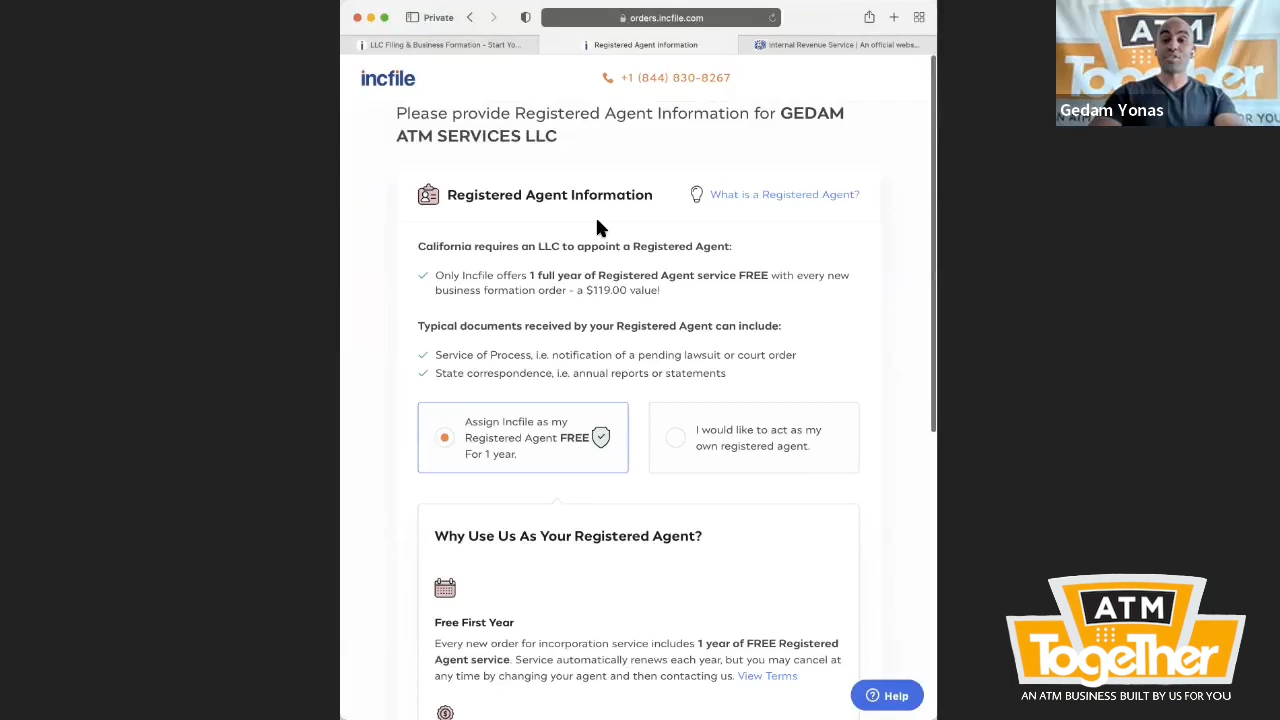 Private
orders.incfile.com
LLC Filing & Business Formation - Start Yo...
Registered Agent Information
Internal Revenue Service | An official webs...
incfile
+1 (844) 830-8267
Please provide Registered Agent Information for GEDAM
ATM SERVICES LLC
Registered Agent Information
What is a Registered Agent?
California requires an LLC to appoint a Registered Agent:
Only Incfile offers 1 full year of Registered Agent service FREE with every new
business formation order - a $119.00 value!
Typical documents received by your Registered Agent can include:
Service of Process, i.e. notification of a pending lawsuit or court order
State correspondence, i.e. annual reports or statements
Assign Incfile as my
Registered Agent FREE
For 1 year.
I would like to act as my
own registered agent.
Why Use Us As Your Registered Agent?
Free First Year
Every new order for incorporation service includes 1 year of FREE Registered
Agent service. Service automatically renews each year, but you may cancel at
any time by changing your agent and then contacting us. View Terms
Help
ATM
Together
Gedam Yonas
FOR YOU
ATM
Together
AN ATM BUSINESS BUILT BY US FOR YOU